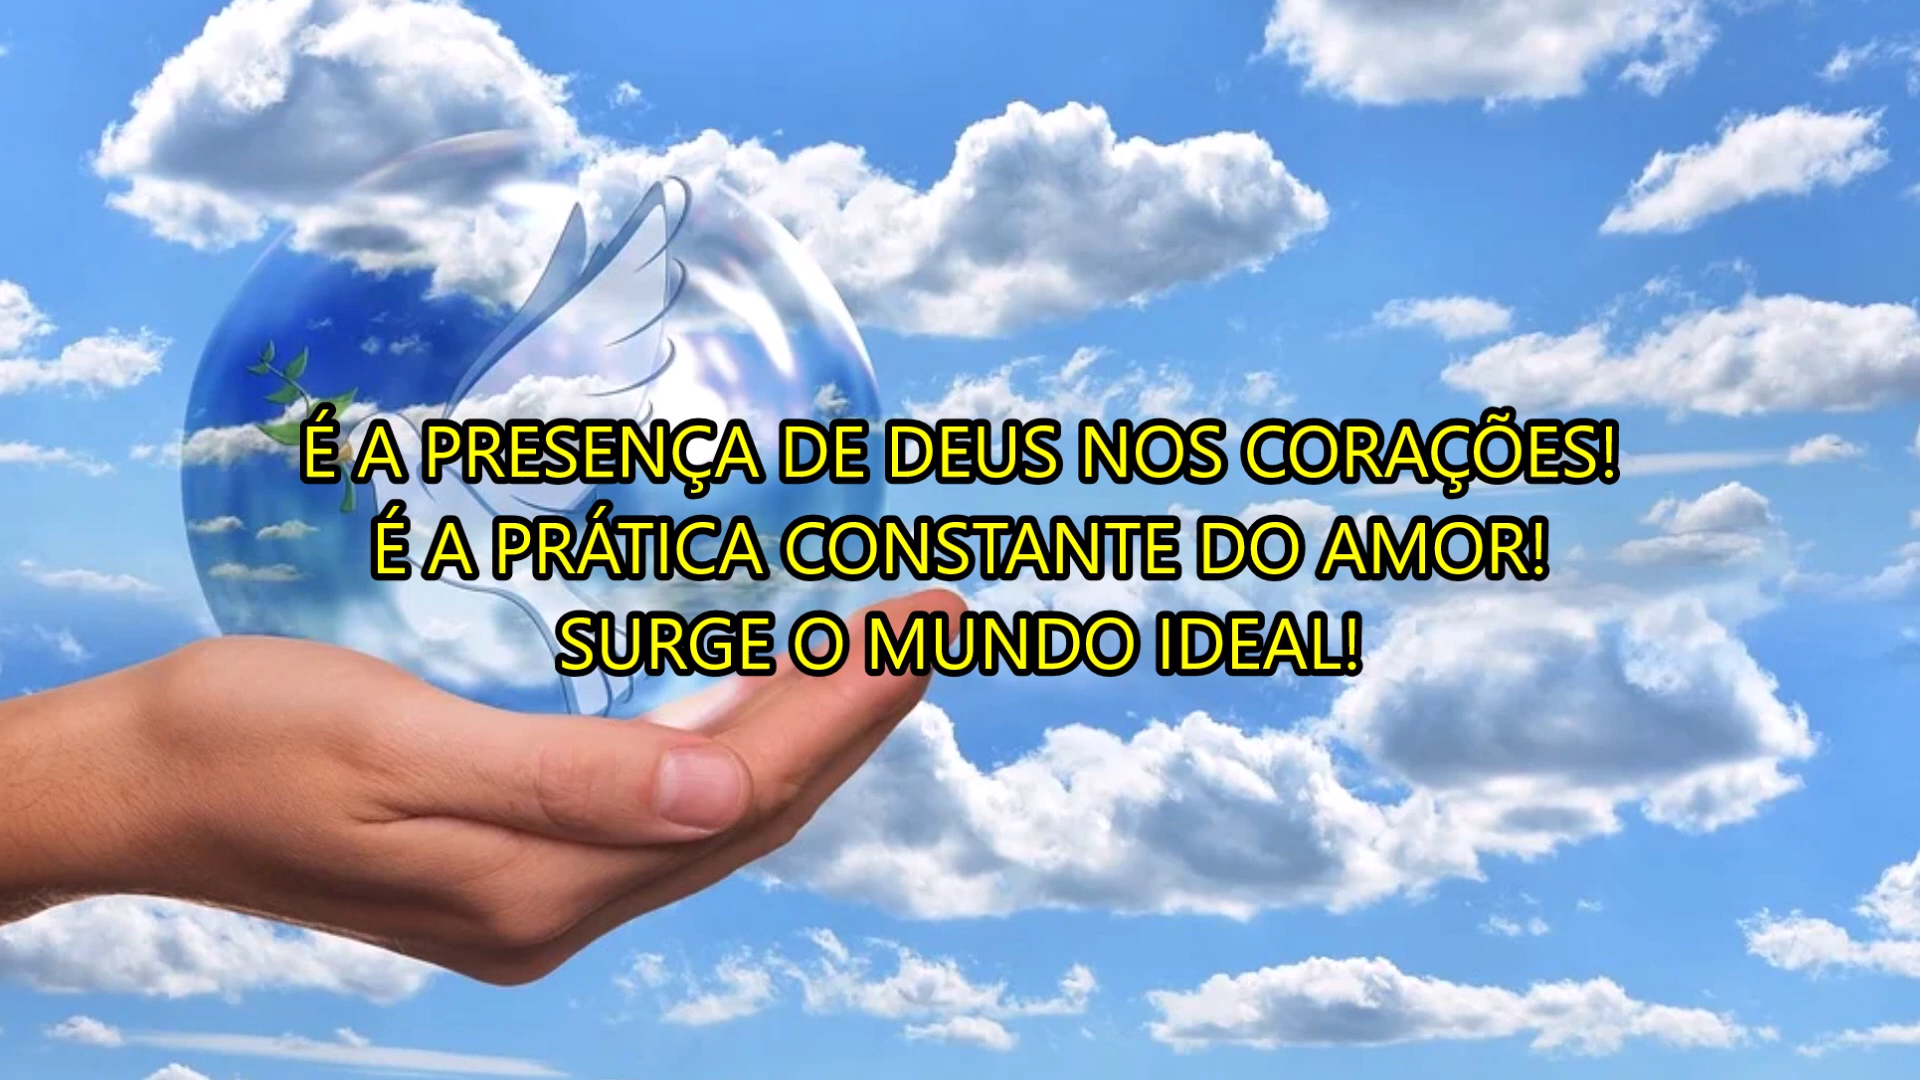 É A PRESENÇA DE DEUS NOS CORAÇÕES!
É A PRÁTICA CONSTANTE DO AMOR!
SURGE O MUNDO IDEAL!